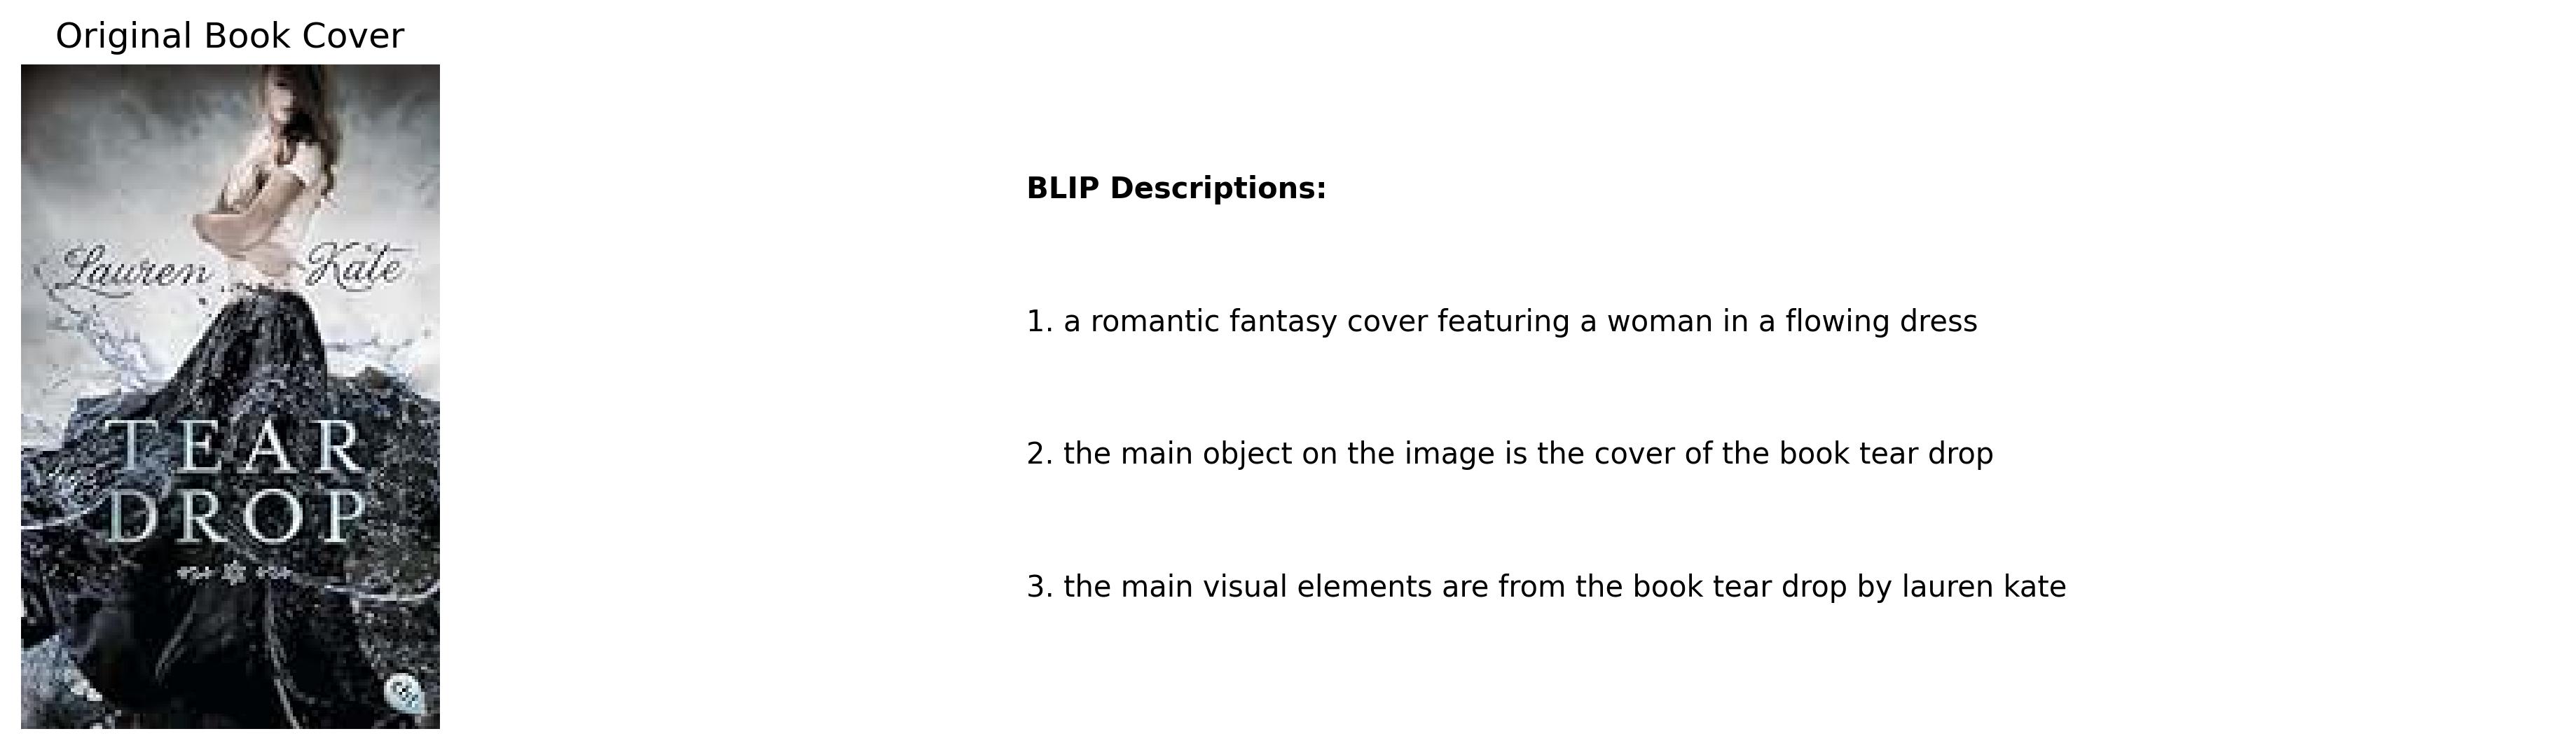 Original Book Cover
Lauren Kate
TEAR
DROP
cbt
BLIP Descriptions:
1. a romantic fantasy cover featuring a woman in a flowing dress
2. the main object on the image is the cover of the book tear drop
3. the main visual elements are from the book tear drop by lauren kate